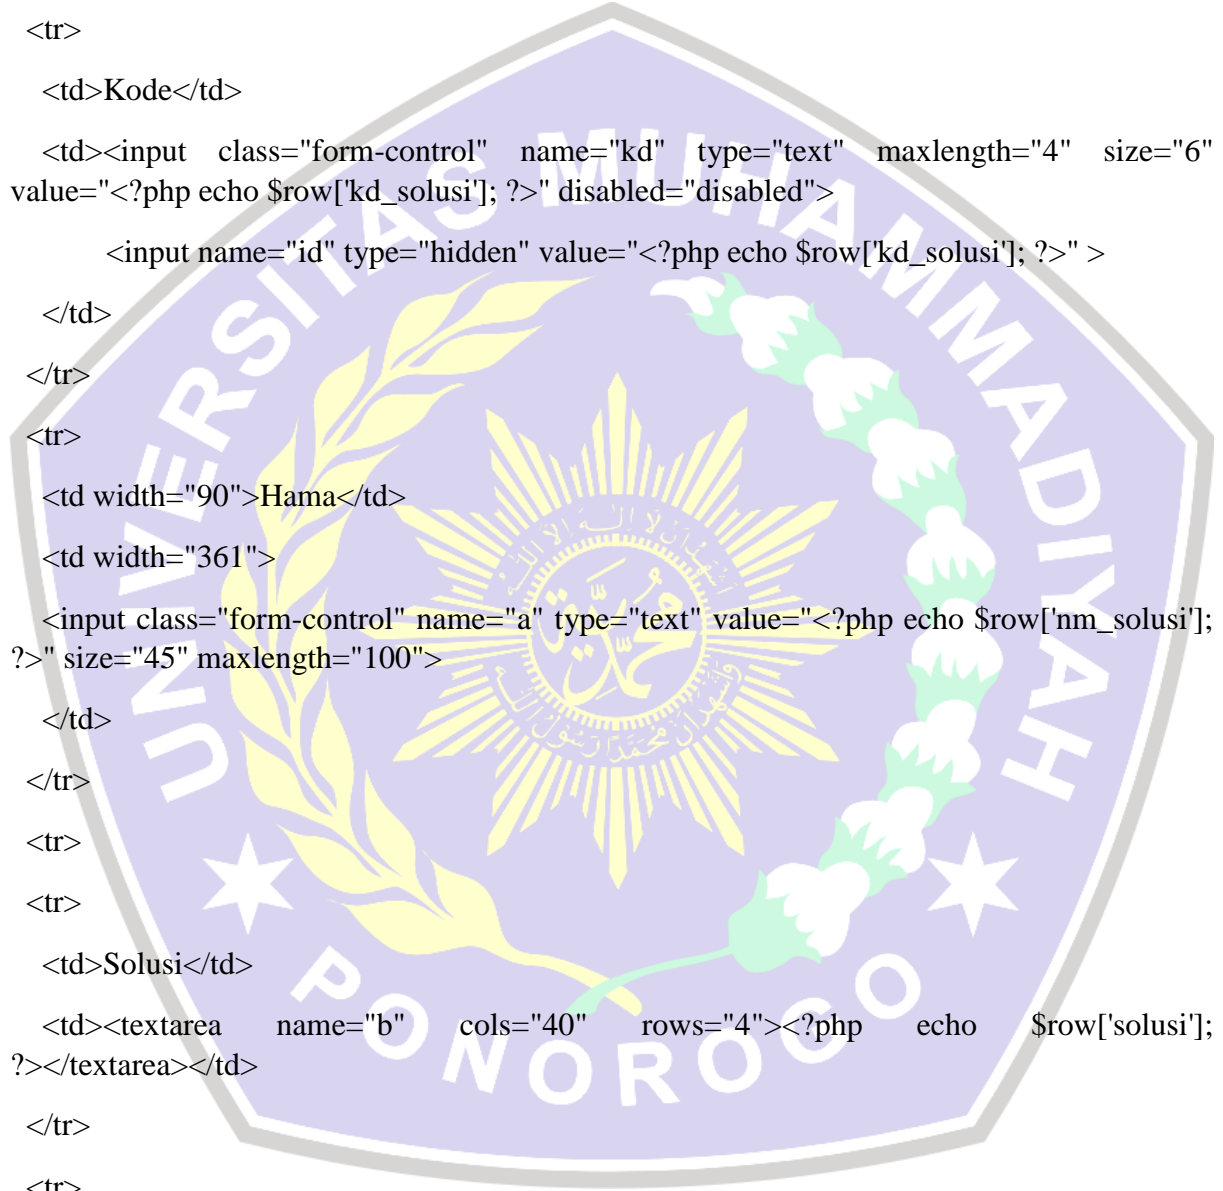 <tr>
<td>Kode</td>
<td><input class="form-control" name="kd" type="text" maxlength="4" size="6"
value="<?php echo $row['kd_solusi']; ?>" disabled="disabled">
<input name="id" type="hidden" value="<?php echo $row['kd_solusi']; ?>" >
</td>
</tr>
<tr>
<td width="90">Hama</td>
<td width="361">
<input class="form-control" name="a" type="text" value="<?php echo $row['nm_solusi'];
?>" size="45" maxlength="100">
</td>
</tr>
<tr>
<tr>
<td>Solusi</td>
<td><textarea name="b" cols="40" rows="4"><?php echo $row['solusi'];
?></textarea></td>
</tr>
<tr>
UNIVERSITAS MUHAMMADIYAH
PONOROGO